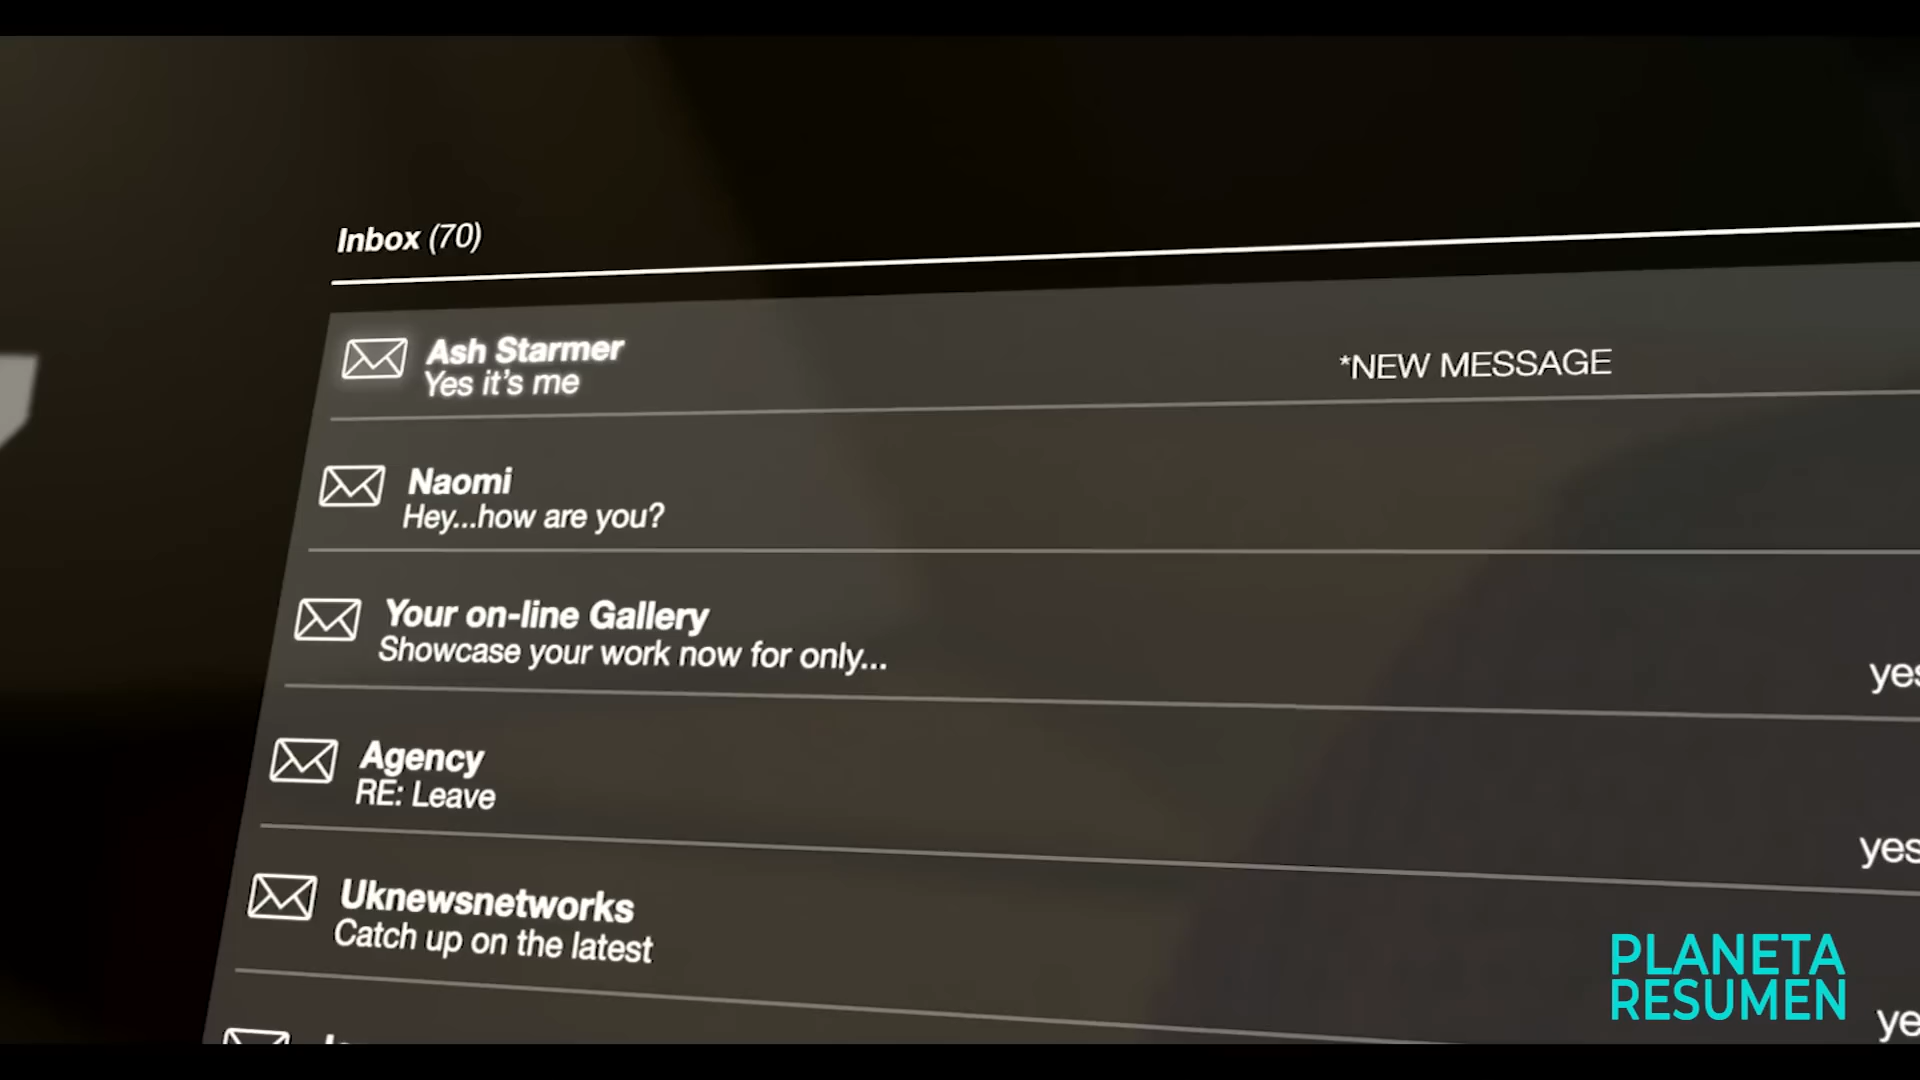 Inbox (70)
Ash Starmer
Yes it's me
*NEW MESSAGE
Naomi
Hey...how are you?
Your on-line Gallery
Showcase your work now for only...
Agency
RE: Leave
Uknewsnetworks
Catch up on the latest
PLANETA
RESUMEN